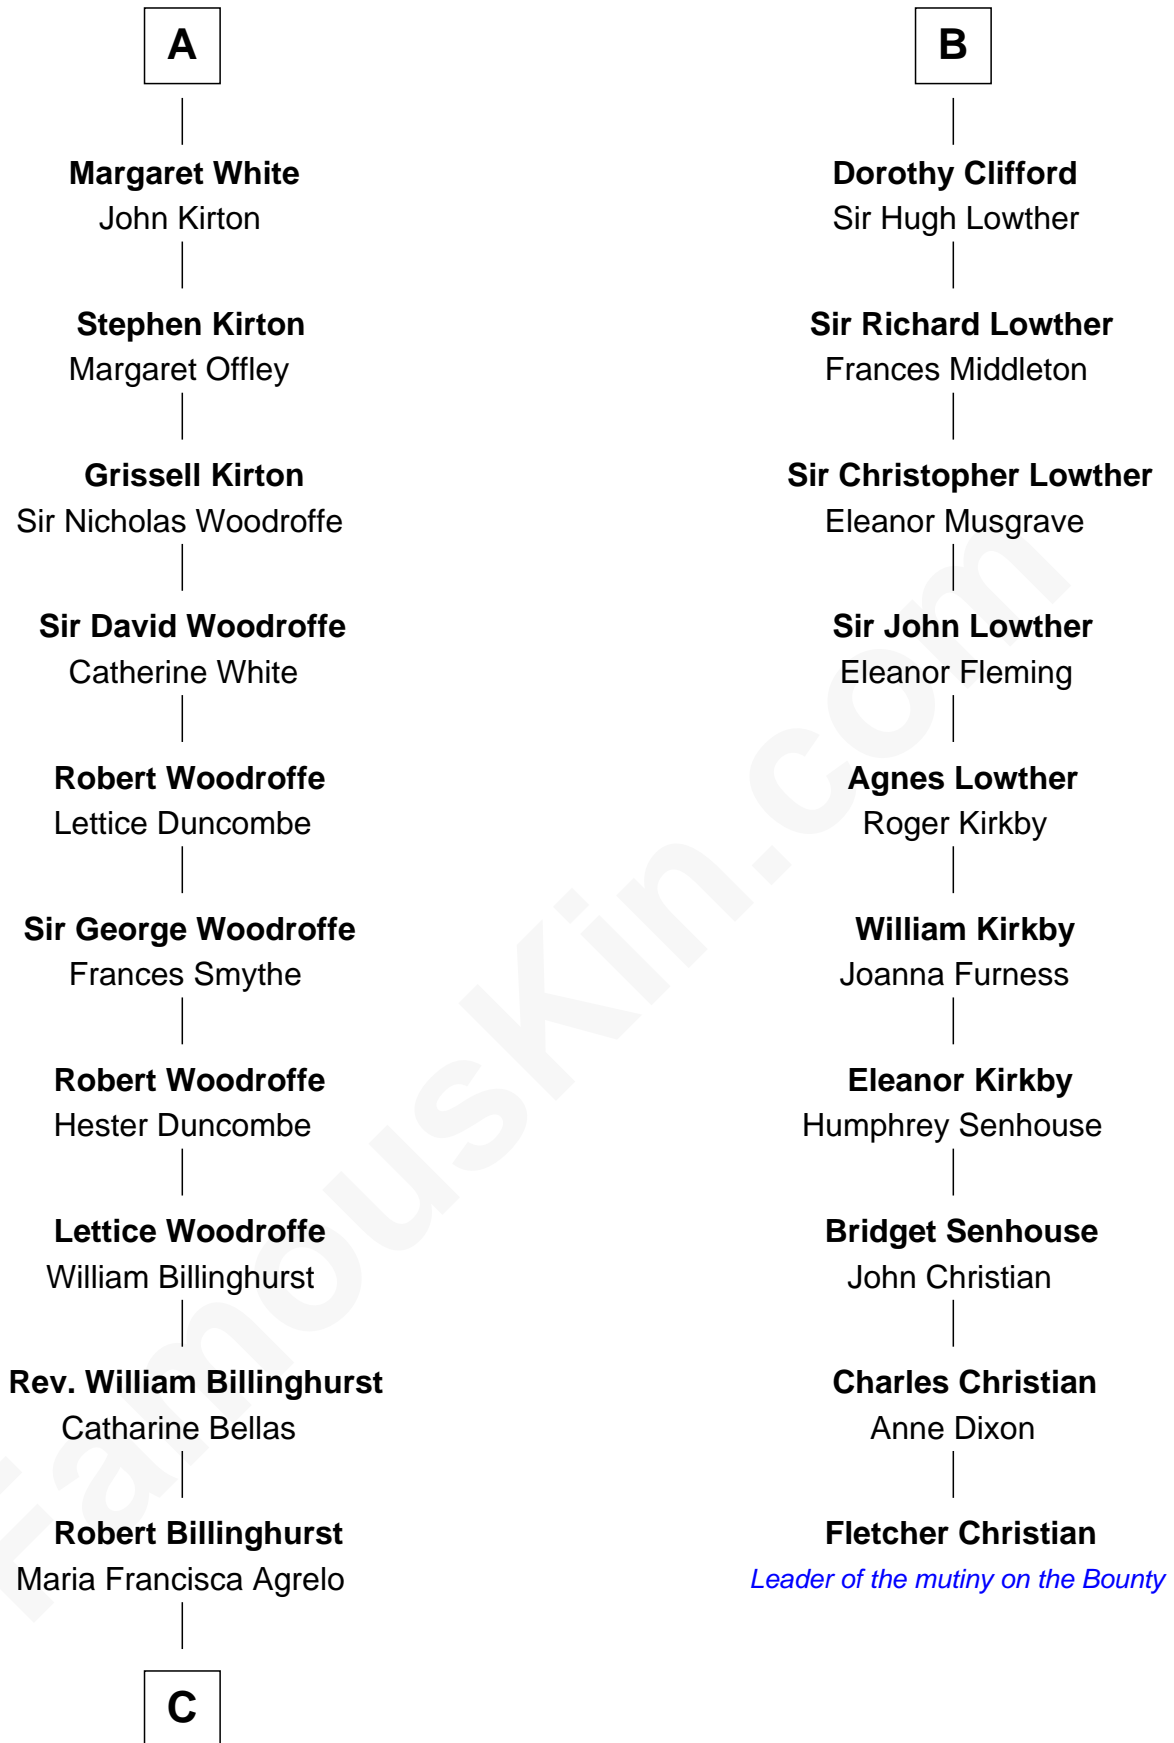 A
Margaret White
John Kirton
Stephen Kirton
Margaret Offley
Grissell Kirton
Sir Nicholas Woodroffe
Sir David Woodroffe
Catherine White
Robert Woodroffe
Lettice Duncombe
Sir George Woodroffe
Frances Smythe
Robert Woodroffe
Hester Duncombe
Lettice Woodroffe
William Billinghurst
Rev. William Billinghurst
Catharine Bellas
Robert Billinghurst
Maria Francisca Agrelo
C
B
Dorothy Clifford
Sir Hugh Lowther
Sir Richard Lowther
Frances Middleton
Sir Christopher Lowther
Eleanor Musgrave
Sir John Lowther
Eleanor Fleming
Agnes Lowther
Roger Kirkby
William Kirkby
Joanna Furness
Eleanor Kirkby
Humphrey Senhouse
Bridget Senhouse
John Christian
Charles Christian
Anne Dixon
Fletcher Christian
Leader of the mutiny on the Bounty
FamousKin.com